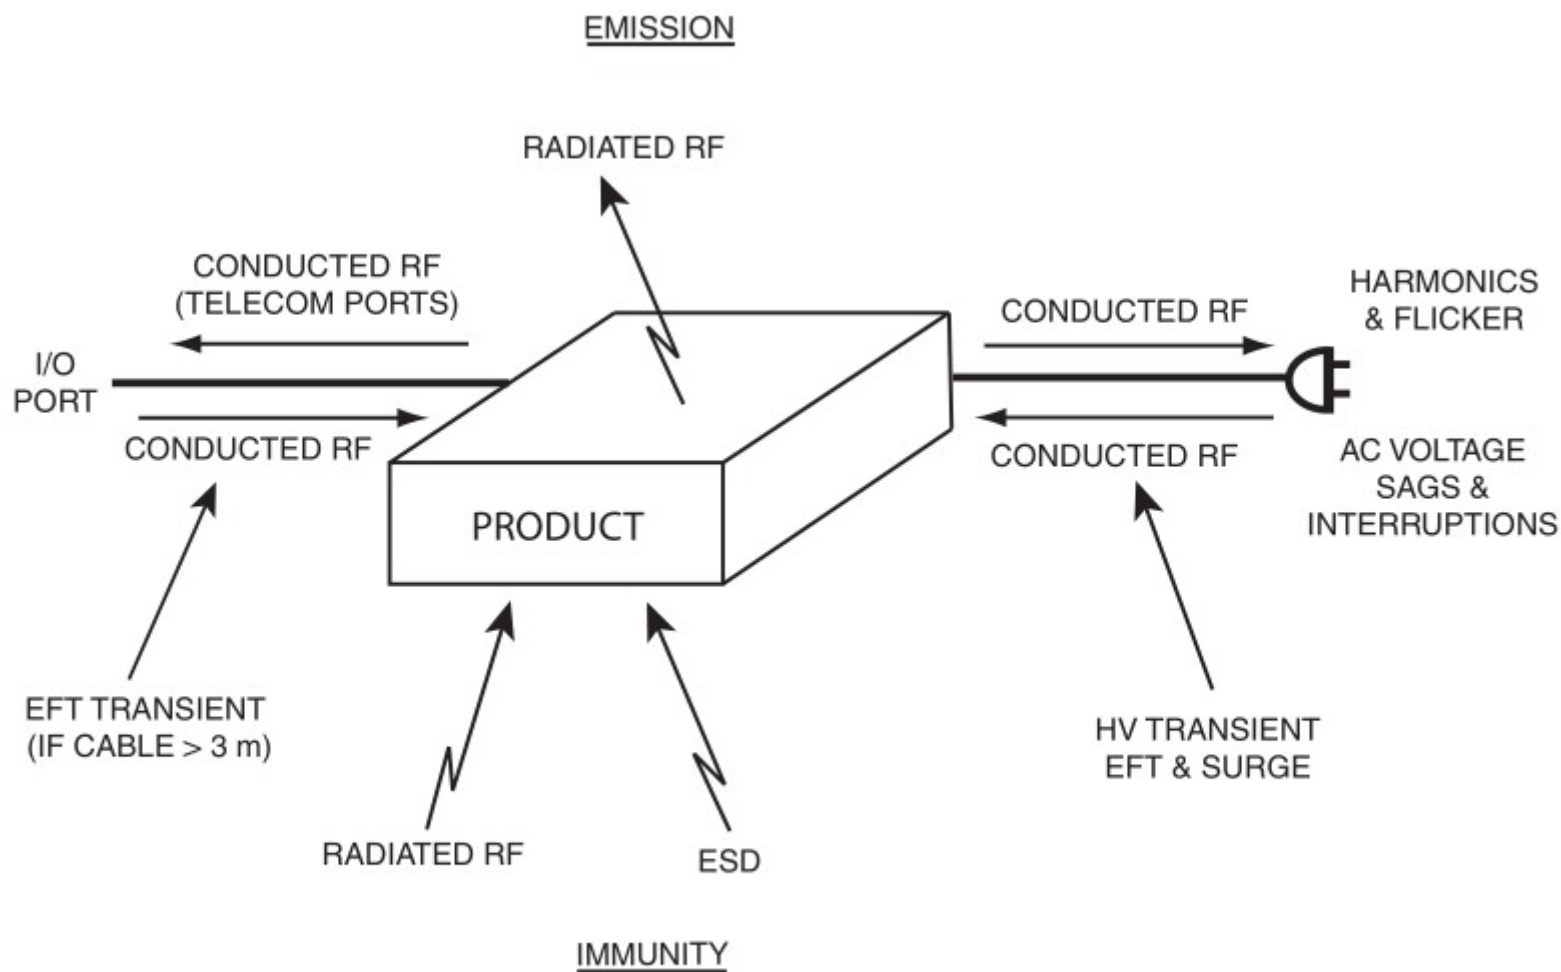 EMISSION
RADIATED RF
CONDUCTED RF
(TELECOM PORTS)
I/O
PORT
CONDUCTED RF
CONDUCTED RF
HARMONICS
& FLICKER
CONDUCTED RF
AC VOLTAGE
SAGS &
INTERRUPTIONS
PRODUCT
EFT TRANSIENT
(IF CABLE > 3 m)
RADIATED RF
ESD
HV TRANSIENT
EFT & SURGE
IMMUNITY